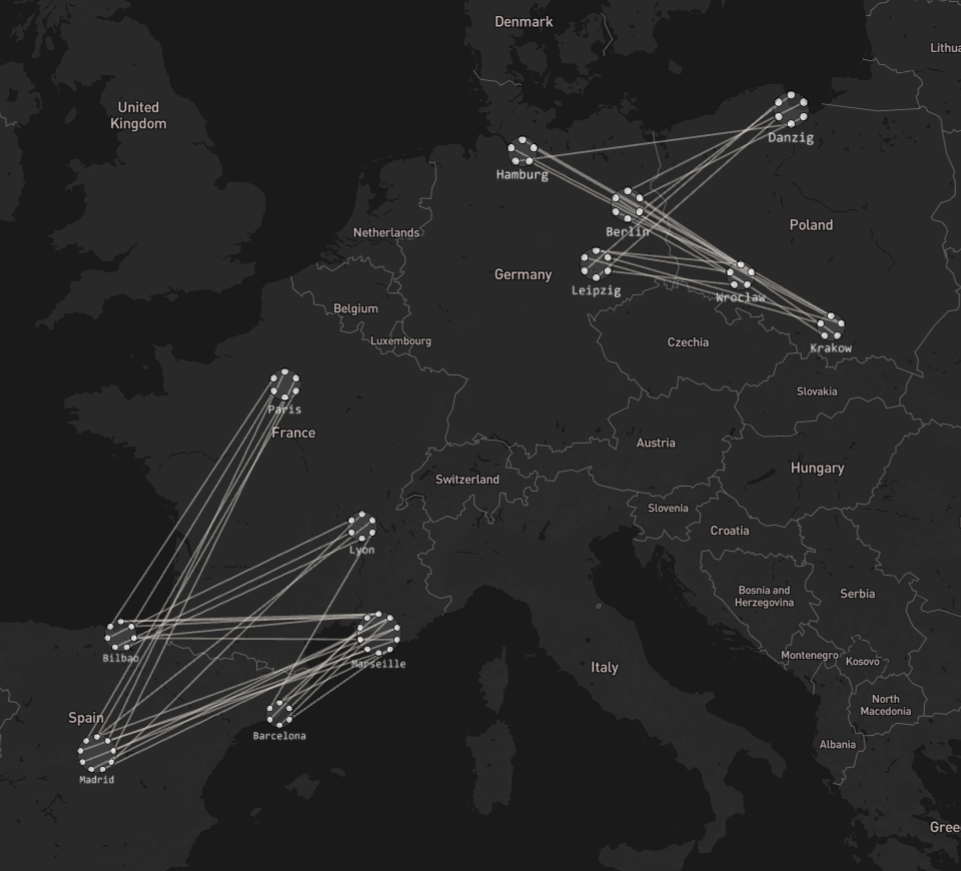 Denmark
Lithua
United
Kingdom
Danzig
Hamburg
Poland
Netherlands
Berlin
Germany
Leipzig
Wroclaw
Belgium
Luxembourg
Czechia
Krakow
Slovakia
Paris
France
Austria
Hungary
Switzerland
Slovenia
Croatia
Lyon
Bosnia and
Herzegovina
Serbia
Bilbao
Marseille
Italy
Montenegro
Kosovo
North
Macedonia
Spain
Barcelona
Albania
Madrid
Gree